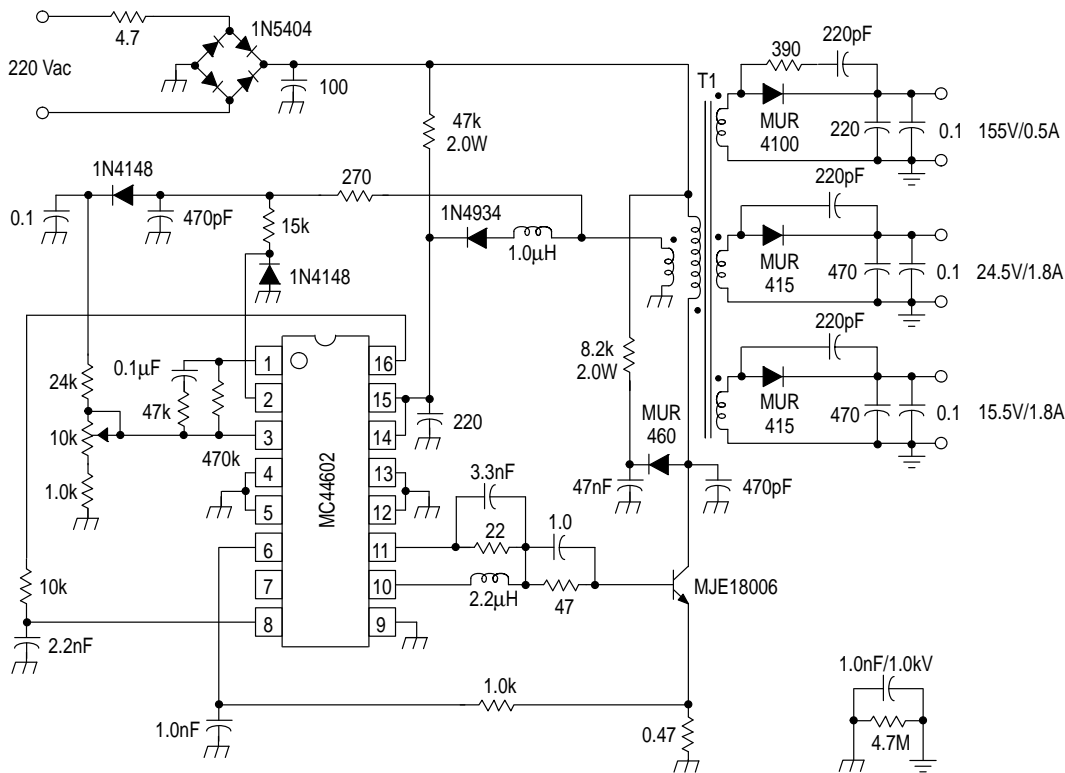 4.7
1N5404
220 Vac
100
390
220pF
T1
MUR
4100
220
0.1
155V/0.5A
47k
2.0W
1N4148
270
0.1
470pF
15k
1N4934
1.0µH
1N4148
220pF
MUR
415
470
0.1
24.5V/1.8A
220pF
MUR
415
470
0.1
15.5V/1.8A
8.2k
2.0W
MUR
460
47nF
470pF
24k
10k
1.0k
0.1µF
47k
470k
220
MC44602
1
2
3
4
5
6
7
8
16
15
14
13
12
11
10
9
3.3nF
22
1.0
2.2µH
47
MJE18006
10k
2.2nF
1.0nF
1.0k
0.47
1.0nF/1.0kV
4.7M